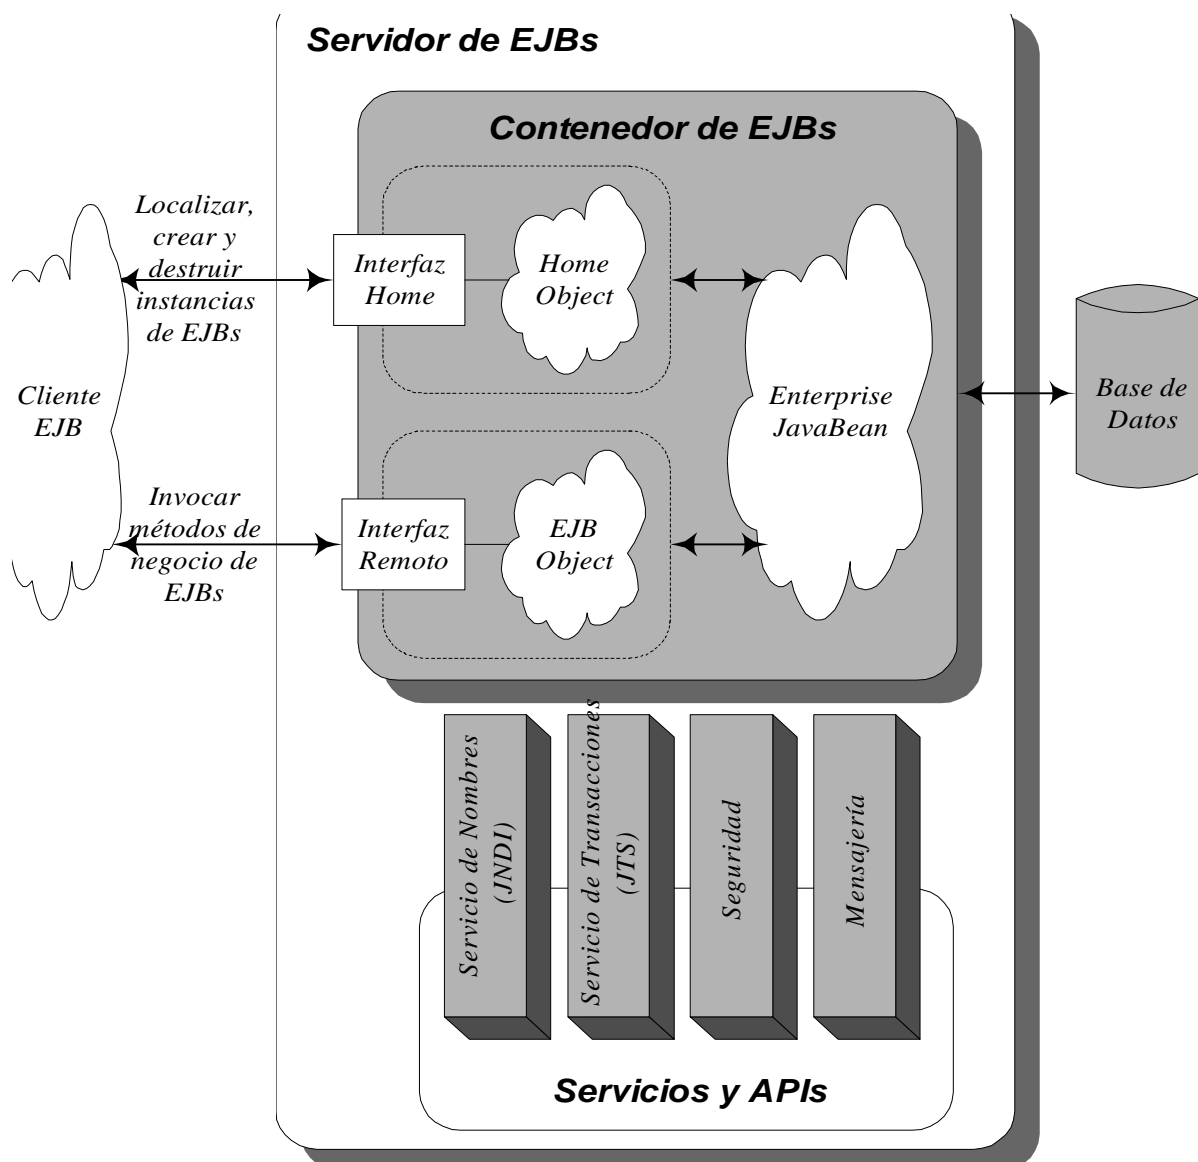 Servidor de EJBs
Contenedor de EJBs
Localizar,
crear y
destruir
instancias
de EJBs
Interfaz
Home
Home
Object
Cliente
EJB
Enterprise
JavaBean
Base de
Datos
Invocar
métodos de
negocio de
EJBs
Interfaz
Remoto
EJB
Object
Servicio de Nombres
(JNDI)
Servicio de Transacciones
(JTS)
Seguridad
Mensajería
Servicios y APIs